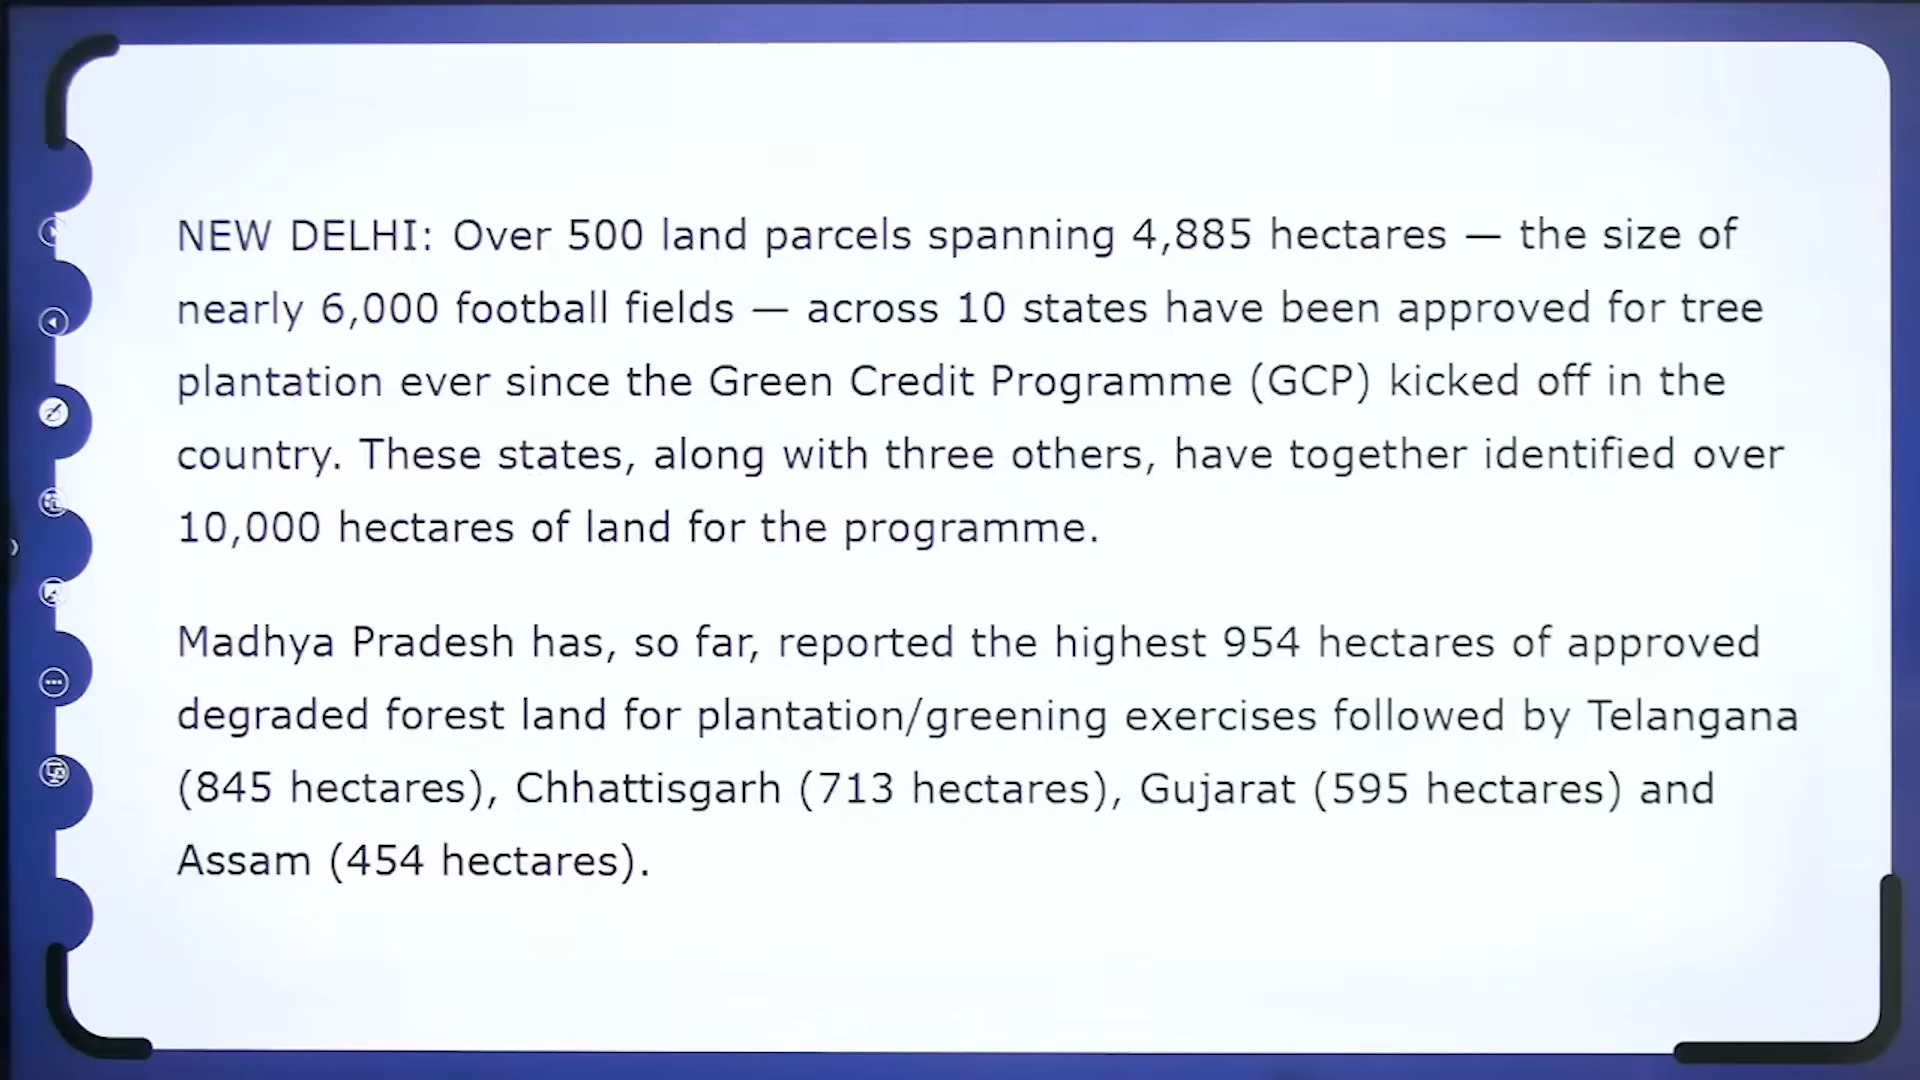 NEW DELHI: Over 500 land parcels spanning 4,885 hectares — the size of
nearly 6,000 football fields — across 10 states have been approved for tree
plantation ever since the Green Credit Programme (GCP) kicked off in the
country. These states, along with three others, have together identified over
10,000 hectares of land for the programme.
Madhya Pradesh has, so far, reported the highest 954 hectares of approved
degraded forest land for plantation/greening exercises followed by Telangana
(845 hectares), Chhattisgarh (713 hectares), Gujarat (595 hectares) and
Assam (454 hectares).